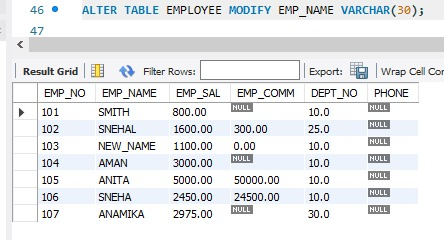 46 ALTER TABLE EMPLOYEE MODIFY EMP_NAME VARCHAR(30);
47
Result Grid Filter Rows: Export: Wrap Cell Con
EMP_NO EMP_NAME EMP_SAL EMP_COMM DEPT_NO PHONE
101 SMITH 800.00 NULL 10.0 NULL
102 SNEHAL 1600.00 300.00 25.0 NULL
103 NEW_NAME 1100.00 0.00 10.0 NULL
104 AMAN 3000.00 NULL 10.0 NULL
105 ANITA 5000.00 50000.00 10.0 NULL
106 SNEHA 2450.00 24500.00 10.0 NULL
107 ANAMIKA 2975.00 NULL 30.0 NULL